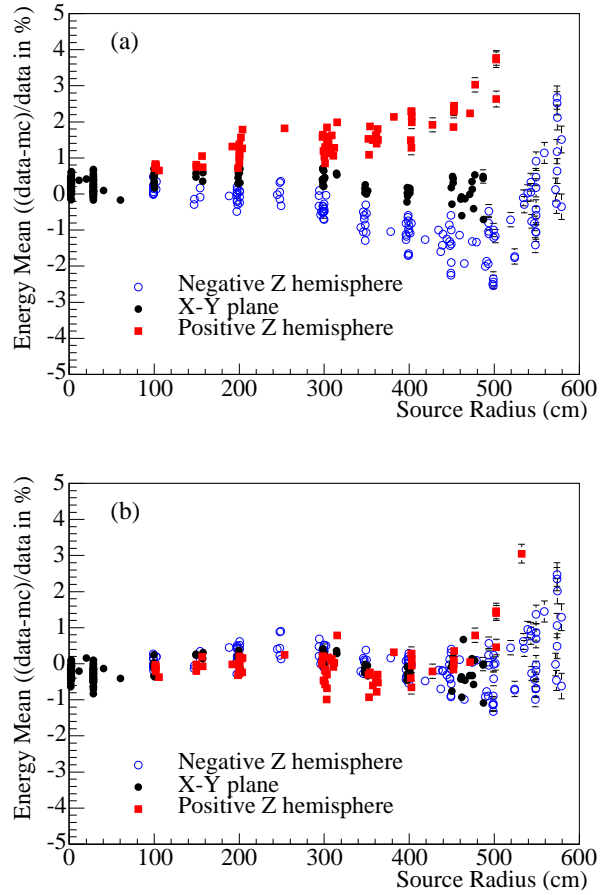 (a)
Energy Mean ((data-mc)/data in %)
5
4
3
2
1
0
-1
-2
-3
-4
-5
Negative Z hemisphere
X-Y plane
Positive Z hemisphere
0 100 200 300 400 500 600
Source Radius (cm)
(b)
Energy Mean ((data-mc)/data in %)
5
4
3
2
1
0
-1
-2
-3
-4
-5
Negative Z hemisphere
X-Y plane
Positive Z hemisphere
0 100 200 300 400 500 600
Source Radius (cm)